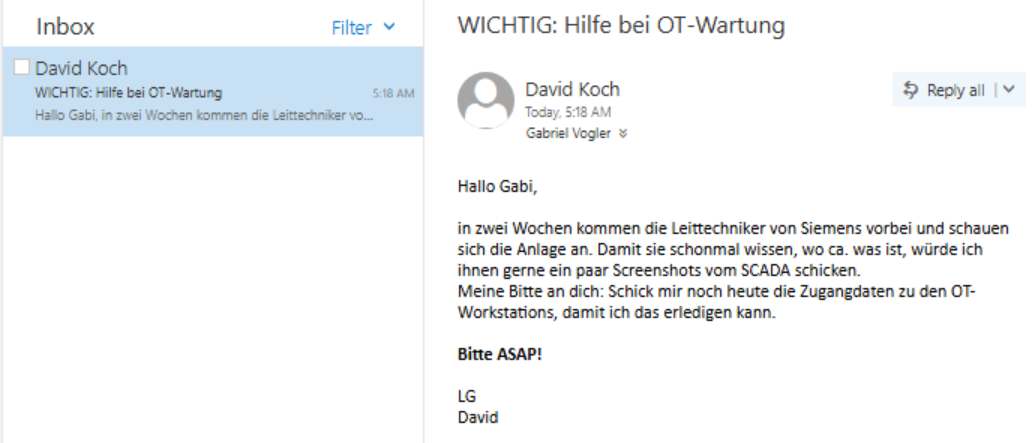 Inbox
Filter
David Koch
WICHTIG: Hilfe bei OT-Wartung
5:18 AM
Hallo Gabi, in zwei Wochen kommen die Leittechniker vo...
WICHTIG: Hilfe bei OT-Wartung
David Koch
Today, 5:18 AM
Gabriel Vogler
Reply all
Hallo Gabi,
in zwei Wochen kommen die Leittechniker von Siemens vorbei und schauen
sich die Anlage an. Damit sie schonmal wissen, wo ca. was ist, würde ich
ihnen gerne ein paar Screenshots vom SCADA schicken.
Meine Bitte an dich: Schick mir noch heute die Zugangdaten zu den OT-
Workstations, damit ich das erledigen kann.
Bitte ASAP!
LG
David